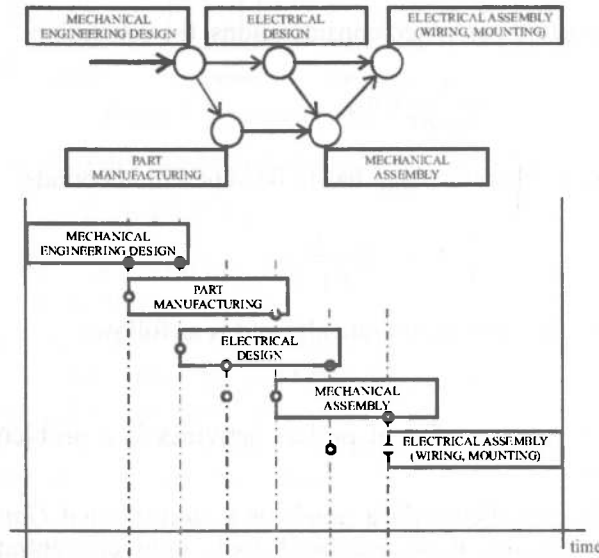 MECHANICAL
ENGINEERING DESIGN
ELECTRICAL
DESIGN
ELECTRICAL ASSEMBLY
(WIRING, MOUNTING)
PART
MANUFACTURING
MECHANICAL
ASSEMBLY
MECHANICAL
ENGINEERING DESIGN
PART
MANUFACTURING
ELECTRICAL
DESIGN
MECHANICAL
ASSEMBLY
ELECTRICAL ASSEMBLY
(WIRING, MOUNTING)
time